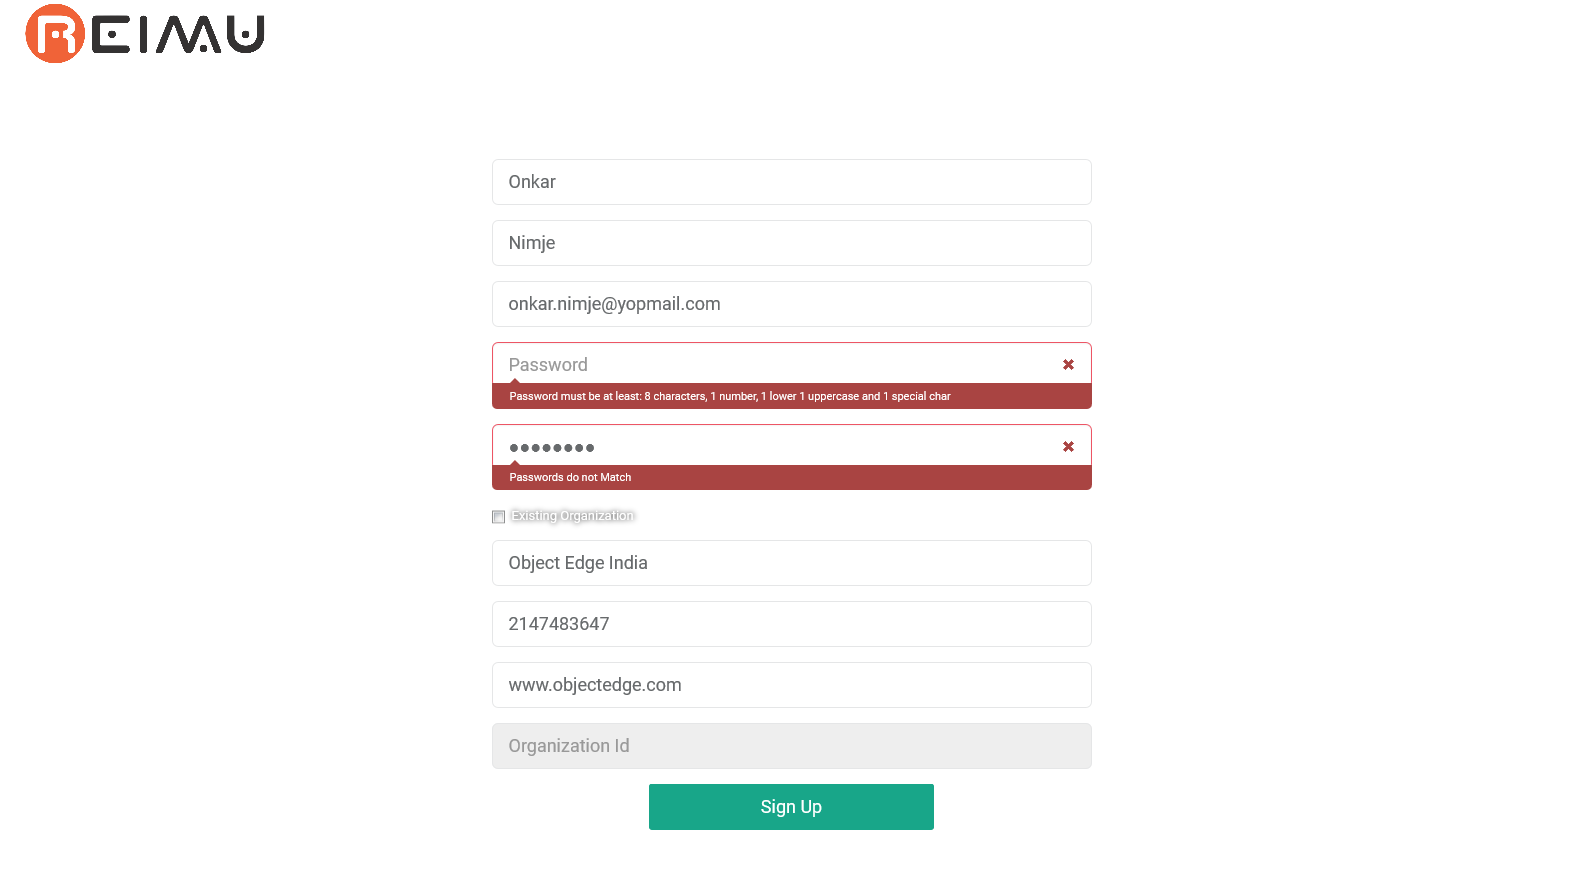 REIMU
Onkar
Nimje
onkar.nimje@yopmail.com
Password
Password must be at least: 8 characters, 1 number, 1 lower 1 uppercase and 1 special char
●●●●●●●●
Passwords do not Match
Existing Organization
Object Edge India
2147483647
www.objectedge.com
Organization Id
Sign Up